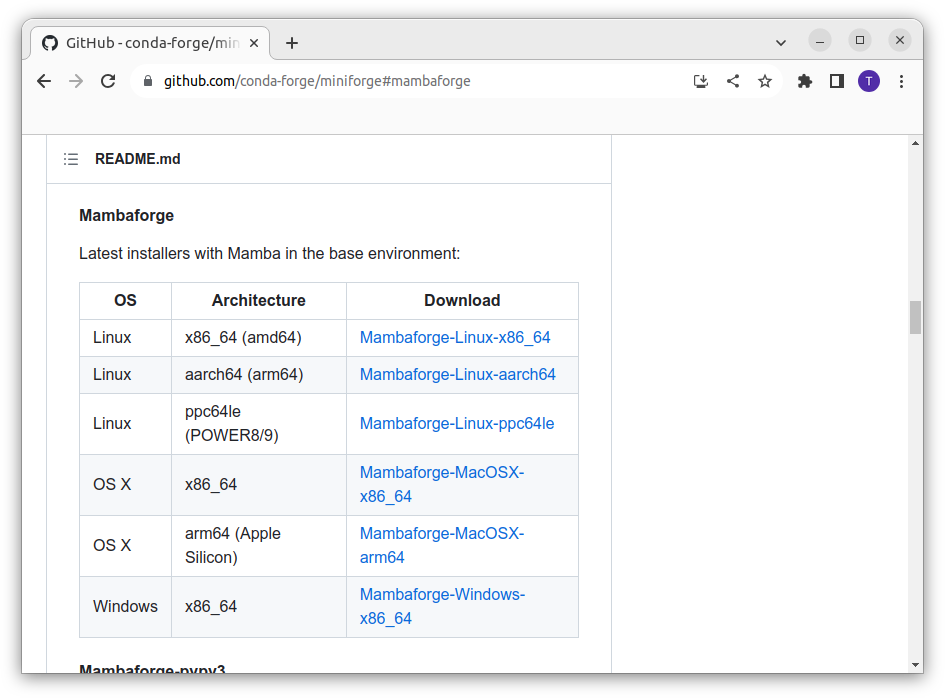 GitHub - conda-forge/min
github.com/conda-forge/miniforge#mambaforge
T
README.md
Mambaforge
Latest installers with Mamba in the base environment:
OS Architecture Download
Linux x86_64 (amd64) Mambaforge-Linux-x86_64
Linux aarch64 (arm64) Mambaforge-Linux-aarch64
Linux ppc64le (POWER8/9) Mambaforge-Linux-ppc64le
OS X x86_64 Mambaforge-MacOSX-x86_64
OS X arm64 (Apple Silicon) Mambaforge-MacOSX-arm64
Windows x86_64 Mambaforge-Windows-x86_64
Mambaforge-pypy3